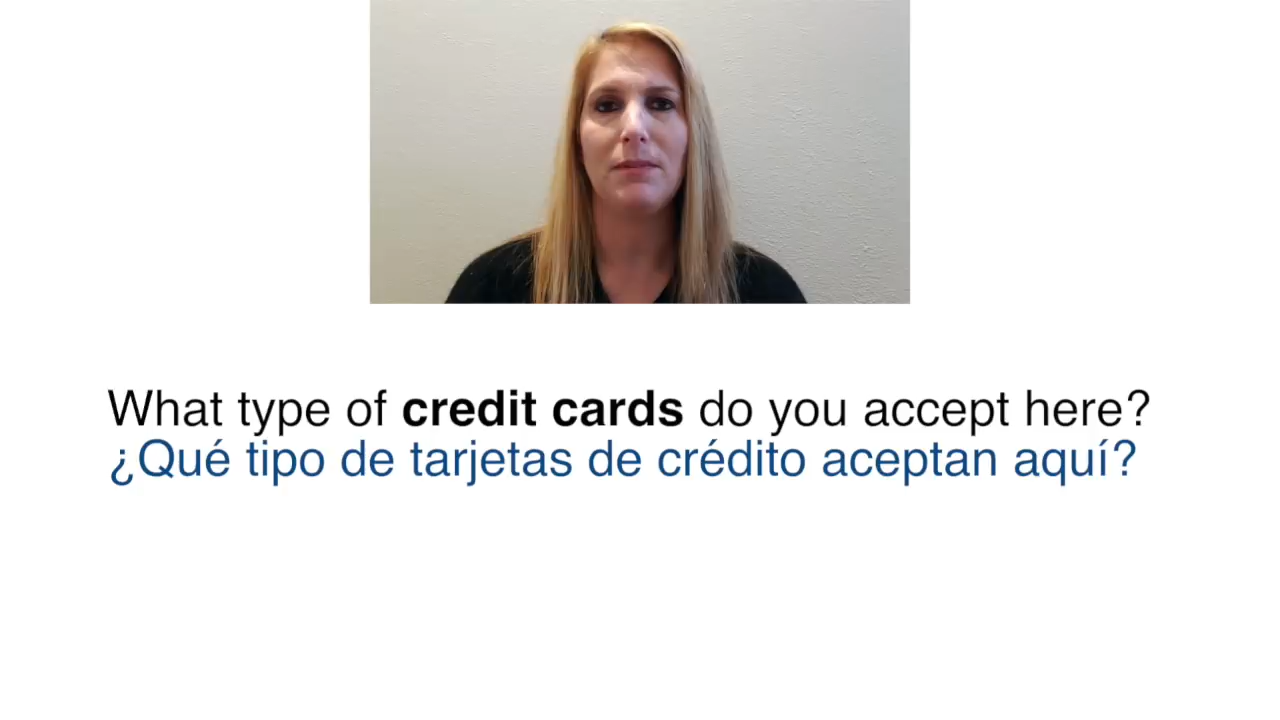 What type of credit cards do you accept here?
¿Qué tipo de tarjetas de crédito aceptan aquí?